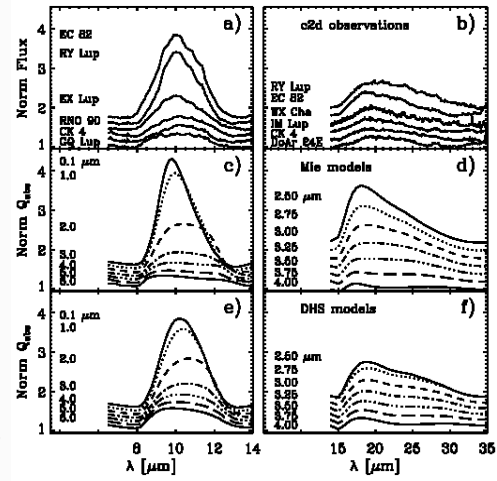 a)
EC 82
RY Lup
EX Lup
RNO 90
CK 4
GQ Lup
Norm Flux
4
3
2
1
c2d observations
b)
RY Lup
EC 82
WX Cha
IM Lup
CK 4
DoAr 24E
c)
0.1 μm
1.0
2.0
3.0
4.0
6.0
Norm Qabs
4
3
2
1
Mie models
d)
2.50 μm
2.75
3.00
3.25
3.50
3.75
4.00
e)
0.1 μm
1.0
2.0
3.0
4.0
6.0
Norm Qabs
4
3
2
1
DHS models
f)
2.50 μm
2.75
3.00
3.25
3.50
3.75
4.00
8 10 12 14
λ [μm]
15 20 25 30 35
λ [μm]